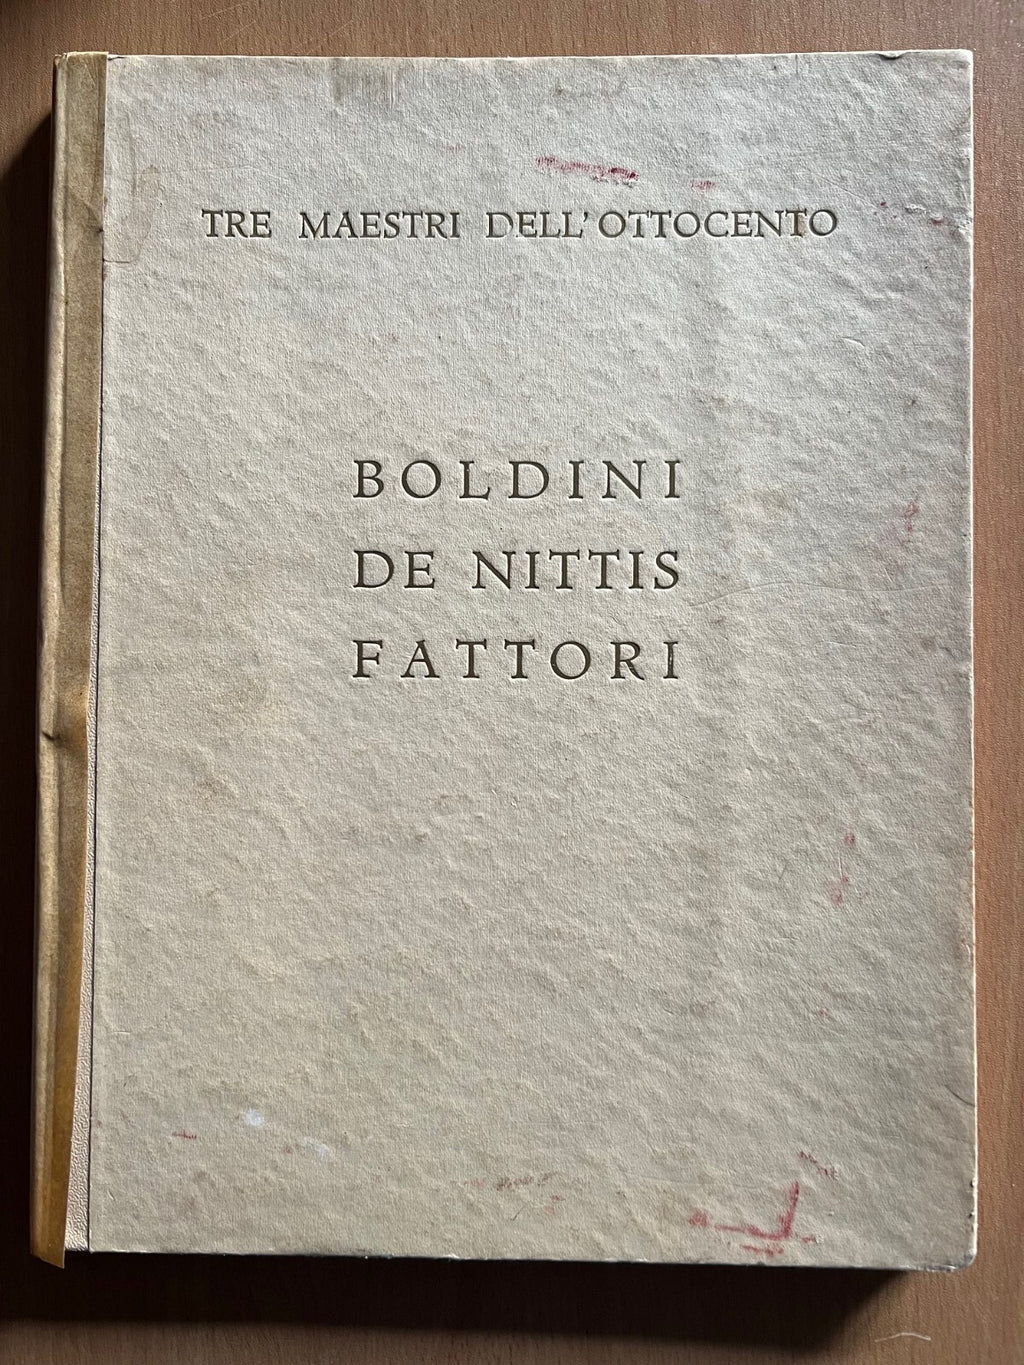 TRE MAESTRI DELL'OTTOCENTO
BOLDINI
DE NITTIS
FATTORI